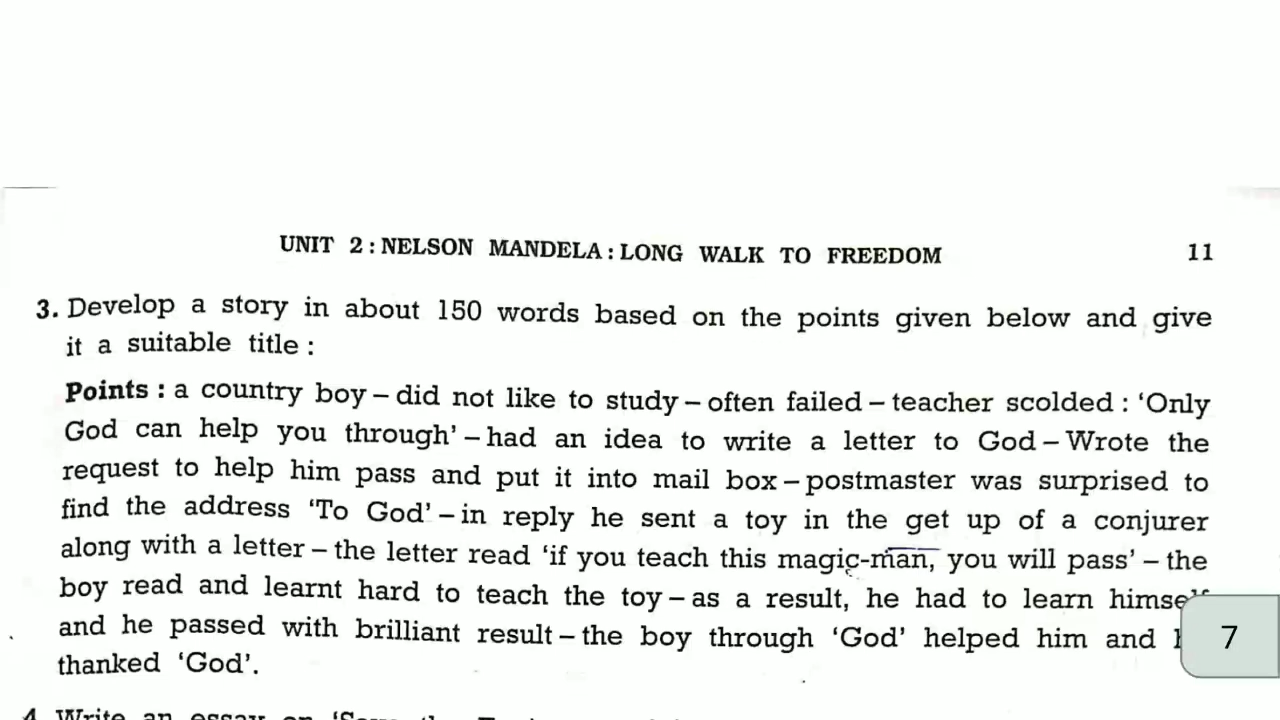 UNIT 2 : NELSON MANDELA : LONG WALK TO FREEDOM 11
3. Develop a story in about 150 words based on the points given below and give
it a suitable title :
Points : a country boy – did not like to study – often failed – teacher scolded : ‘Only
God can help you through’ – had an idea to write a letter to God – Wrote the
request to help him pass and put it into mail box – postmaster was surprised to
find the address ‘To God’ – in reply he sent a toy in the get up of a conjurer
along with a letter – the letter read ‘if you teach this magic-man, you will pass’ – the
boy read and learnt hard to teach the toy – as a result, he had to learn himself
and he passed with brilliant result – the boy through ‘God’ helped him and
7
thanked ‘God’.
4. Write an essay on